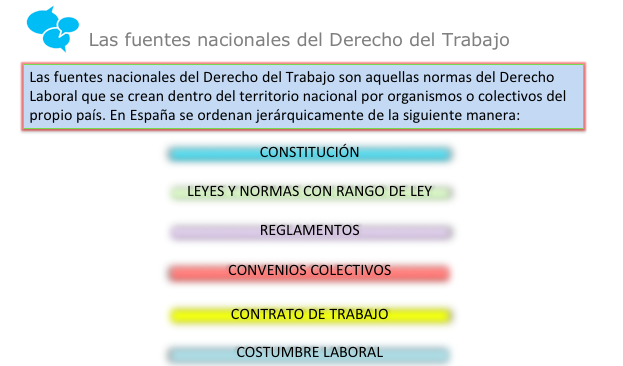 Las fuentes nacionales del Derecho del Trabajo
Las fuentes nacionales del Derecho del Trabajo son aquellas normas del Derecho
Laboral que se crean dentro del territorio nacional por organismos o colectivos del
propio país. En España se ordenan jerárquicamente de la siguiente manera:
CONSTITUCIÓN
LEYES Y NORMAS CON RANGO DE LEY
REGLAMENTOS
CONVENIOS COLECTIVOS
CONTRATO DE TRABAJO
COSTUMBRE LABORAL